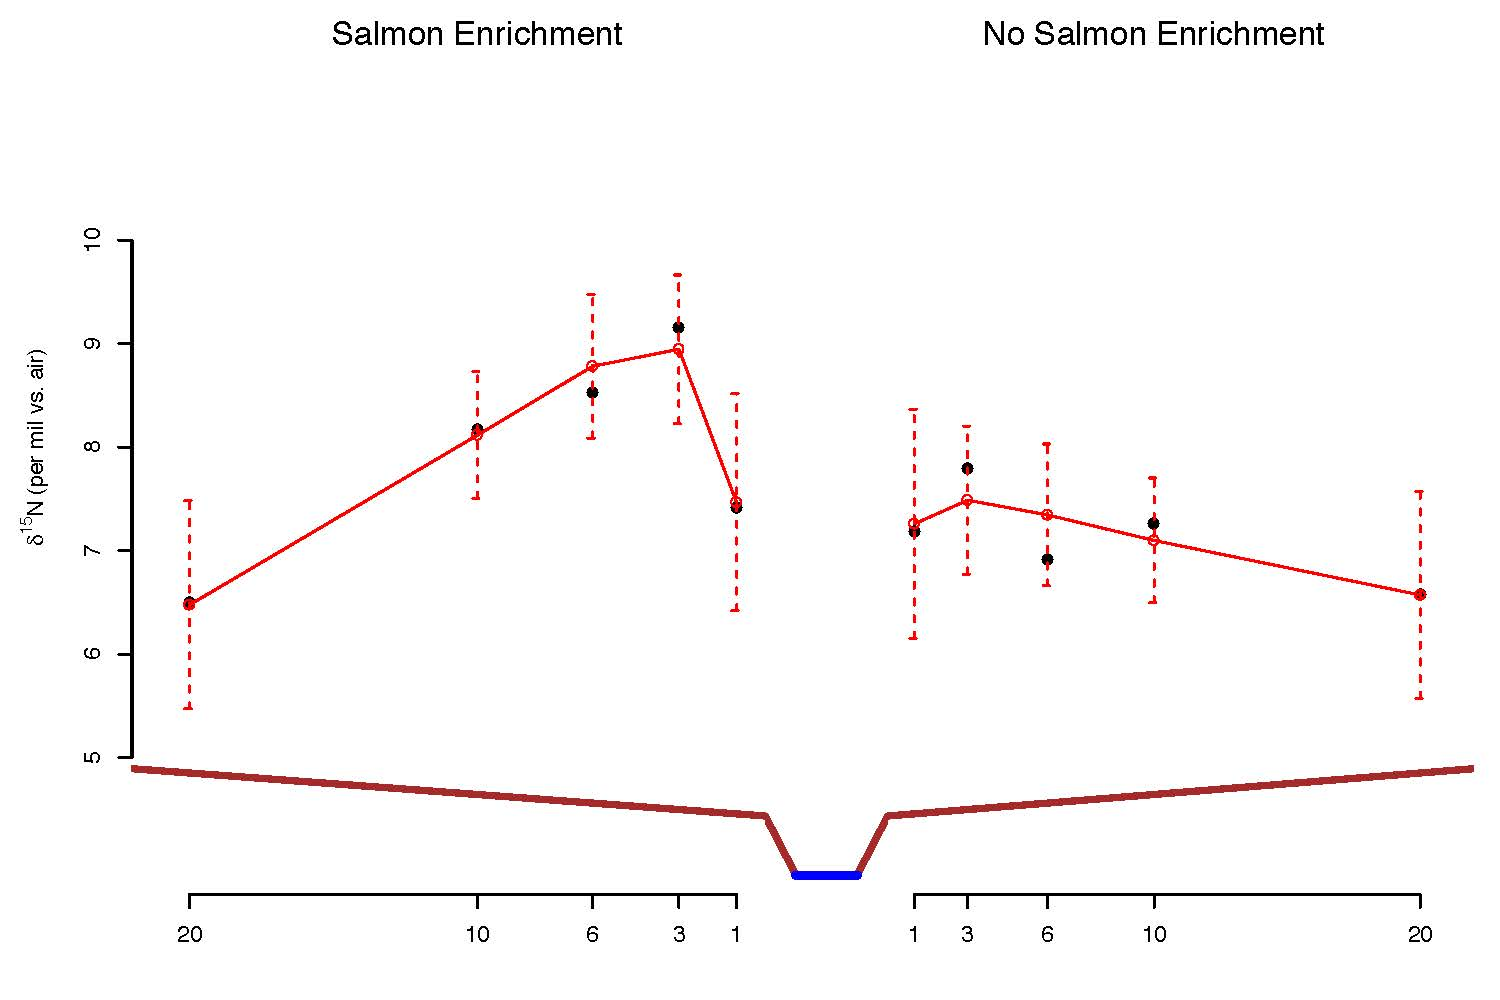 Salmon Enrichment
No Salmon Enrichment
10
9
8
7
6
5
δ¹⁵N (per mil vs. air)
20 10 6 3 1
1 3 6 10 20